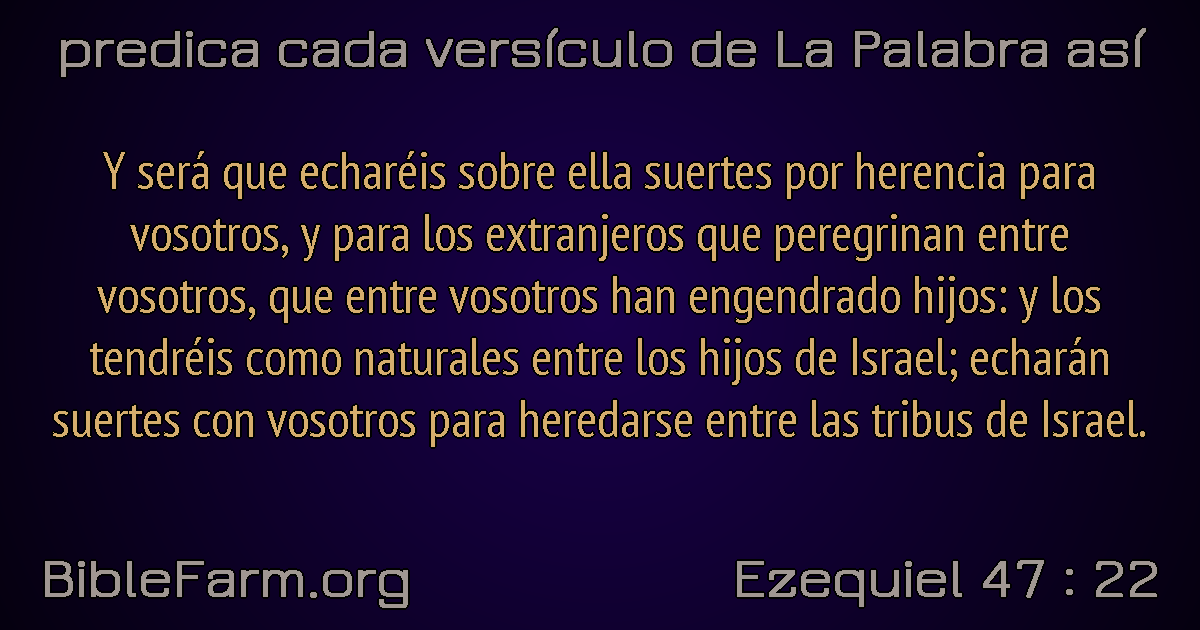 predica cada versículo de La Palabra así
Y será que echaréis sobre ella suertes por herencia para
vosotros, y para los extranjeros que peregrinan entre
vosotros, que entre vosotros han engendrado hijos: y los
tendréis como naturales entre los hijos de Israel; echarán
suertes con vosotros para heredarse entre las tribus de Israel.
BibleFarm.org
Ezequiel 47 : 22